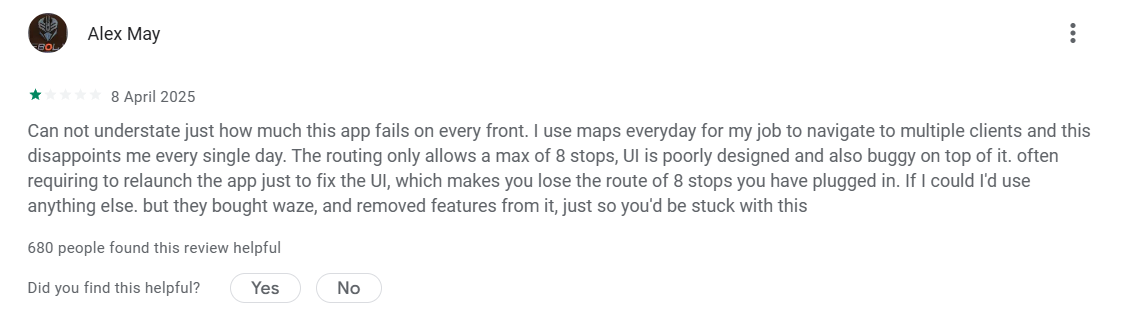 Alex May
8 April 2025
Can not understate just how much this app fails on every front. I use maps everyday for my job to navigate to multiple clients and this
disappoints me every single day. The routing only allows a max of 8 stops, UI is poorly designed and also buggy on top of it. often
requiring to relaunch the app just to fix the UI, which makes you lose the route of 8 stops you have plugged in. If I could I'd use
anything else. but they bought waze, and removed features from it, just so you'd be stuck with this
680 people found this review helpful
Did you find this helpful? Yes No